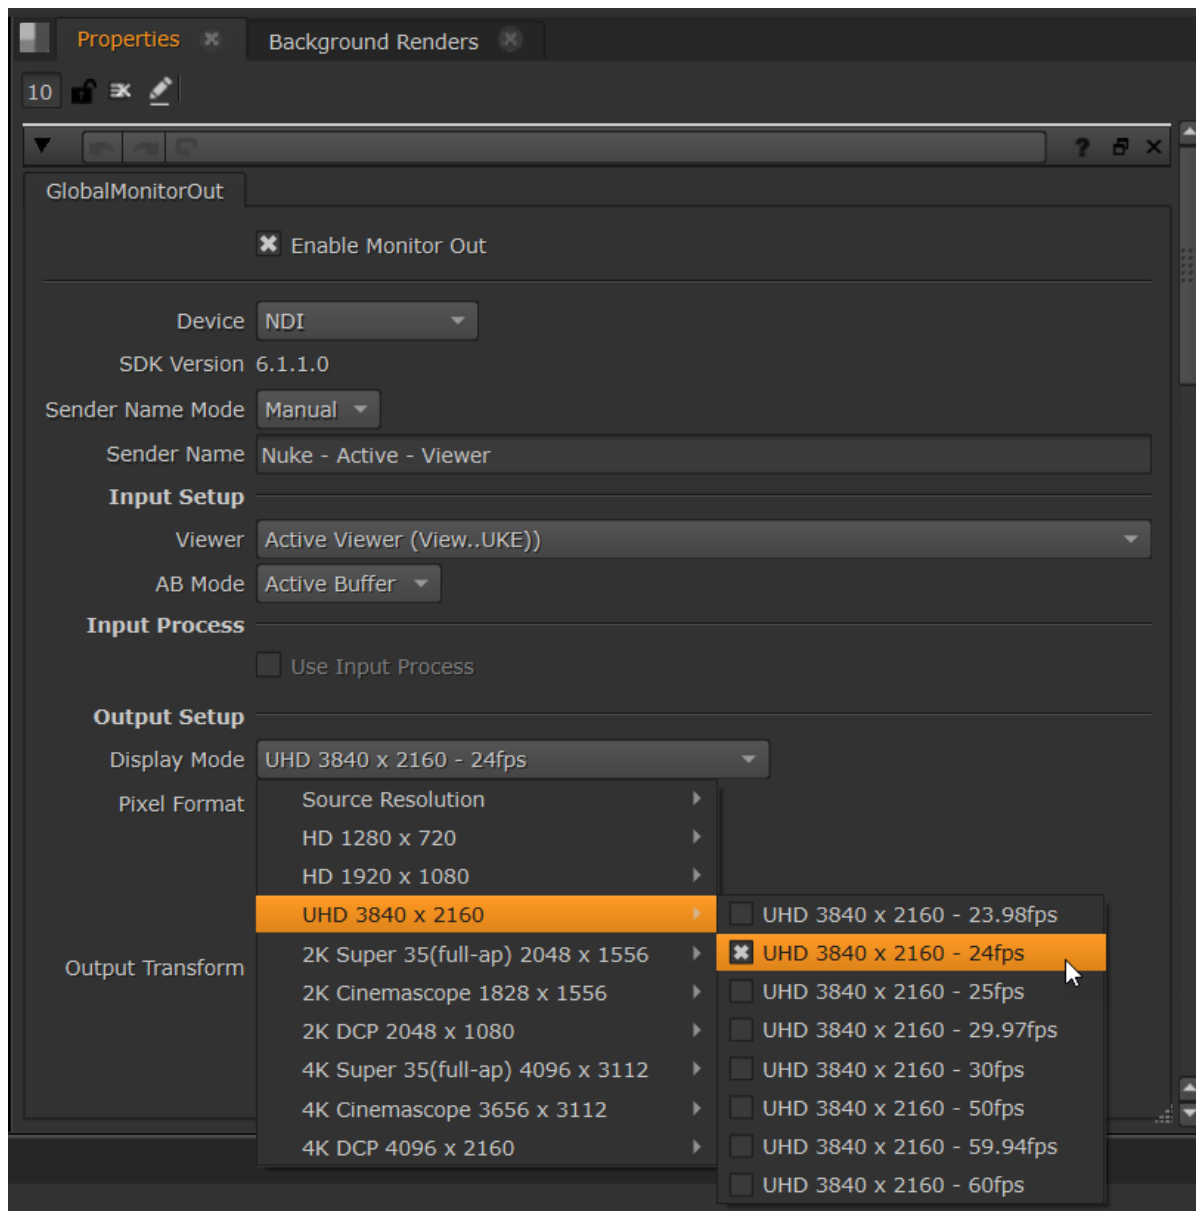 Properties
Background Renders
10
?
GlobalMonitorOut
Enable Monitor Out
Device NDI
SDK Version 6.1.1.0
Sender Name Mode Manual
Sender Name Nuke - Active - Viewer
Input Setup
Viewer Active Viewer (View..UKE))
AB Mode Active Buffer
Input Process
Use Input Process
Output Setup
Display Mode UHD 3840 x 2160 - 24fps
Pixel Format
Output Transform
Source Resolution
HD 1280 x 720
HD 1920 x 1080
UHD 3840 x 2160
2K Super 35(full-ap) 2048 x 1556
2K Cinemascope 1828 x 1556
2K DCP 2048 x 1080
4K Super 35(full-ap) 4096 x 3112
4K Cinemascope 3656 x 3112
4K DCP 4096 x 2160
UHD 3840 x 2160 - 23.98fps
UHD 3840 x 2160 - 24fps
UHD 3840 x 2160 - 25fps
UHD 3840 x 2160 - 29.97fps
UHD 3840 x 2160 - 30fps
UHD 3840 x 2160 - 50fps
UHD 3840 x 2160 - 59.94fps
UHD 3840 x 2160 - 60fps